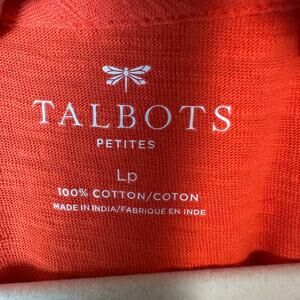 TALBOTS
PETITES
Lp
100% COTTON/COTON
MADE IN INDIA/FABRIQUÉ EN INDE